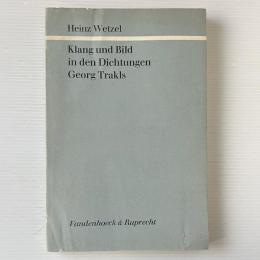 Heinz Wetzel
Klang und Bild
in den Dichtungen
Georg Trakls
Vandenhoeck & Ruprecht